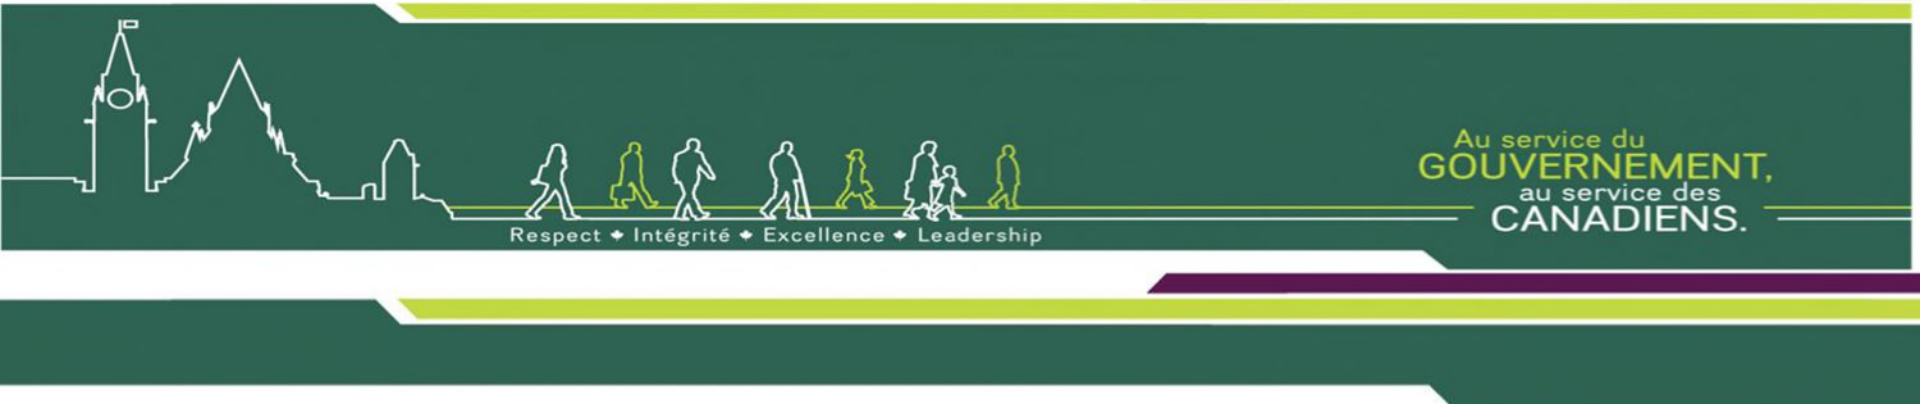 Respect Intégrité Excellence Leadership
Au service du
GOUVERNEMENT,
au service des
CANADIENS.